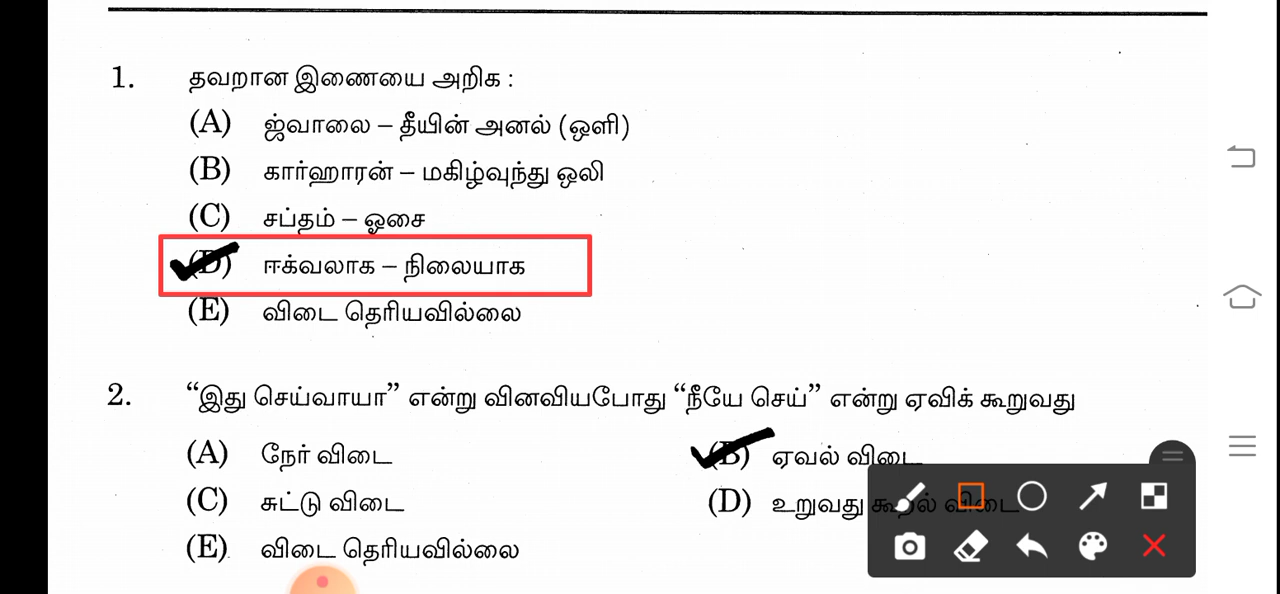 1. தவறான இணையை அறிக :
(A) ஜ்வாலை – தீயின் அனல் (ஒளி)
(B) கார்ஹாரன் – மகிழ்வுந்து ஒலி
(C) சப்தம் – ஓசை
(D) ஈக்வலாக – நிலையாக
(E) விடை தெரியவில்லை
2. “இது செய்வாயா” என்று வினவியபோது “நீயே செய்” என்று ஏவிக் கூறுவது
(A) நேர் விடை (B) ஏவல் விடை
(C) சுட்டு விடை (D) உறுவது கூறல் விடை
(E) விடை தெரியவில்லை